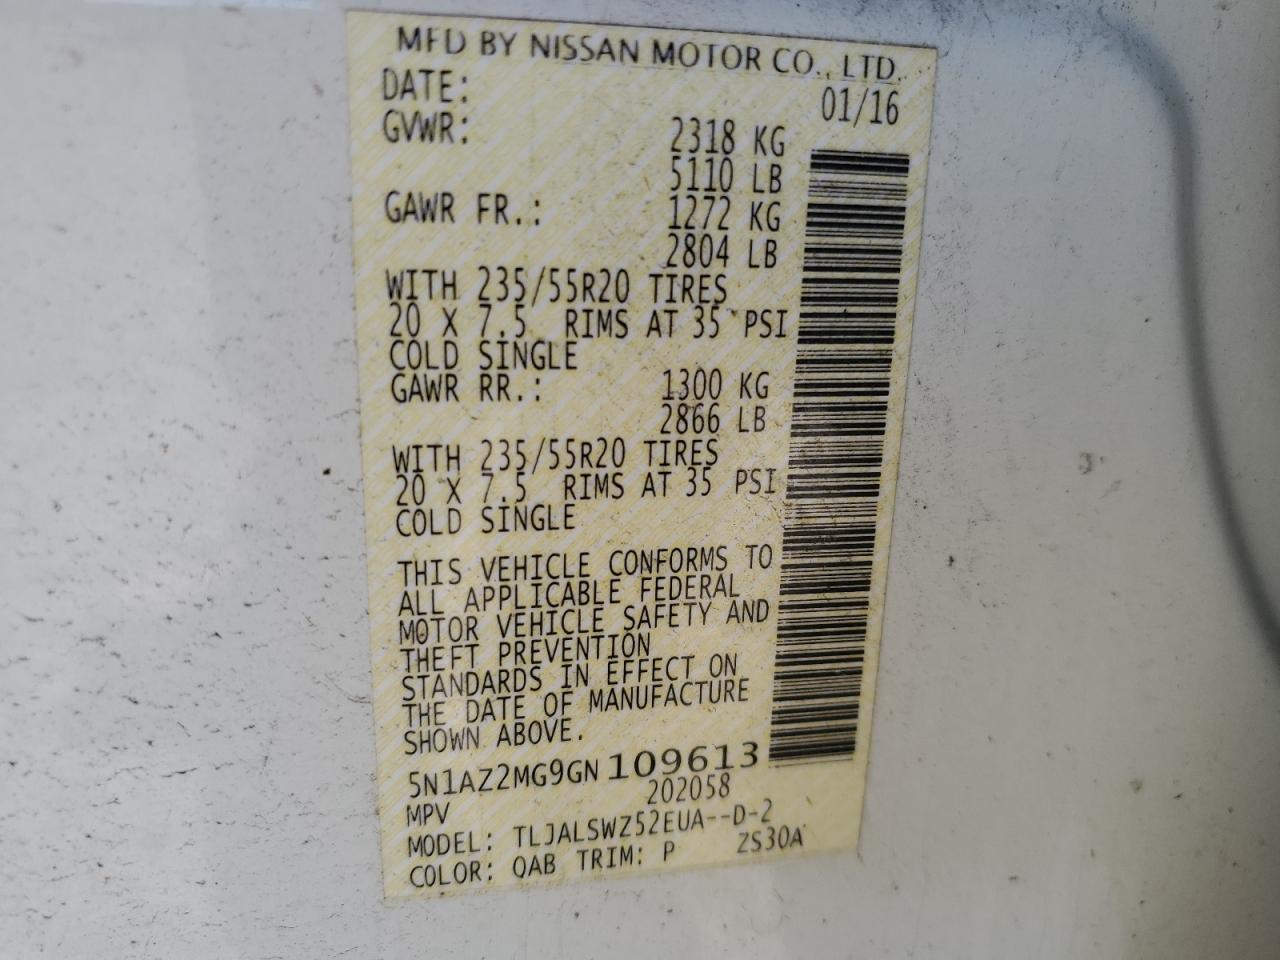 MFD BY NISSAN MOTOR CO., LTD.
DATE: 01/16
GVWR: 2318 KG
5110 LB
GAWR FR.: 1272 KG
2804 LB
WITH 235/55R20 TIRES
20 X 7.5 RIMS AT 35 PSI
COLD SINGLE
GAWR RR.: 1300 KG
2866 LB
WITH 235/55R20 TIRES
20 X 7.5 RIMS AT 35 PSI
COLD SINGLE
THIS VEHICLE CONFORMS TO
ALL APPLICABLE FEDERAL
MOTOR VEHICLE SAFETY AND
THEFT PREVENTION
STANDARDS IN EFFECT ON
THE DATE OF MANUFACTURE
SHOWN ABOVE.
5N1AZ2MG9GN109613
MPV 202058
MODEL: TLJALSWZ52EUA--D-2
COLOR: QAB TRIM: P ZS30A